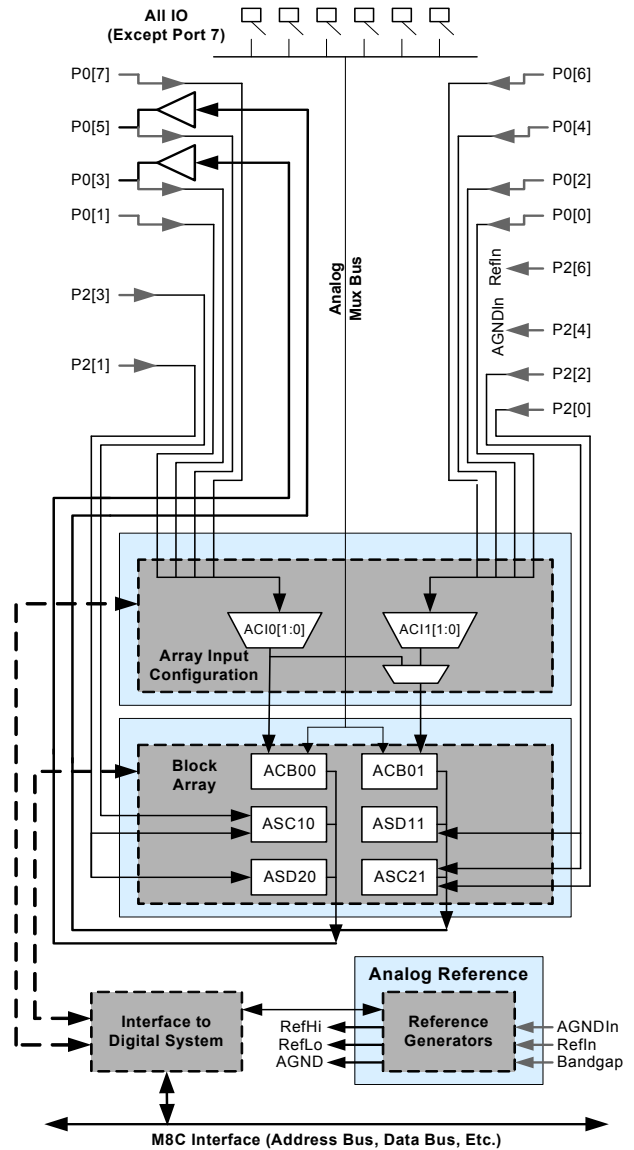 All IO
(Except Port 7)
P0[7]
P0[5]
P0[3]
P0[1]
P2[3]
P2[1]
P0[6]
P0[4]
P0[2]
P0[0]
P2[6]
P2[4]
P2[2]
P2[0]
RefIn
AGNDIn
Analog
Mux Bus
ACI0[1:0]
ACI1[1:0]
Array Input
Configuration
Block
Array
ACB00
ACB01
ASC10
ASD11
ASD20
ASC21
Analog Reference
Interface to
Digital System
RefHi
RefLo
AGND
Reference
Generators
AGNDIn
RefIn
Bandgap
M8C Interface (Address Bus, Data Bus, Etc.)